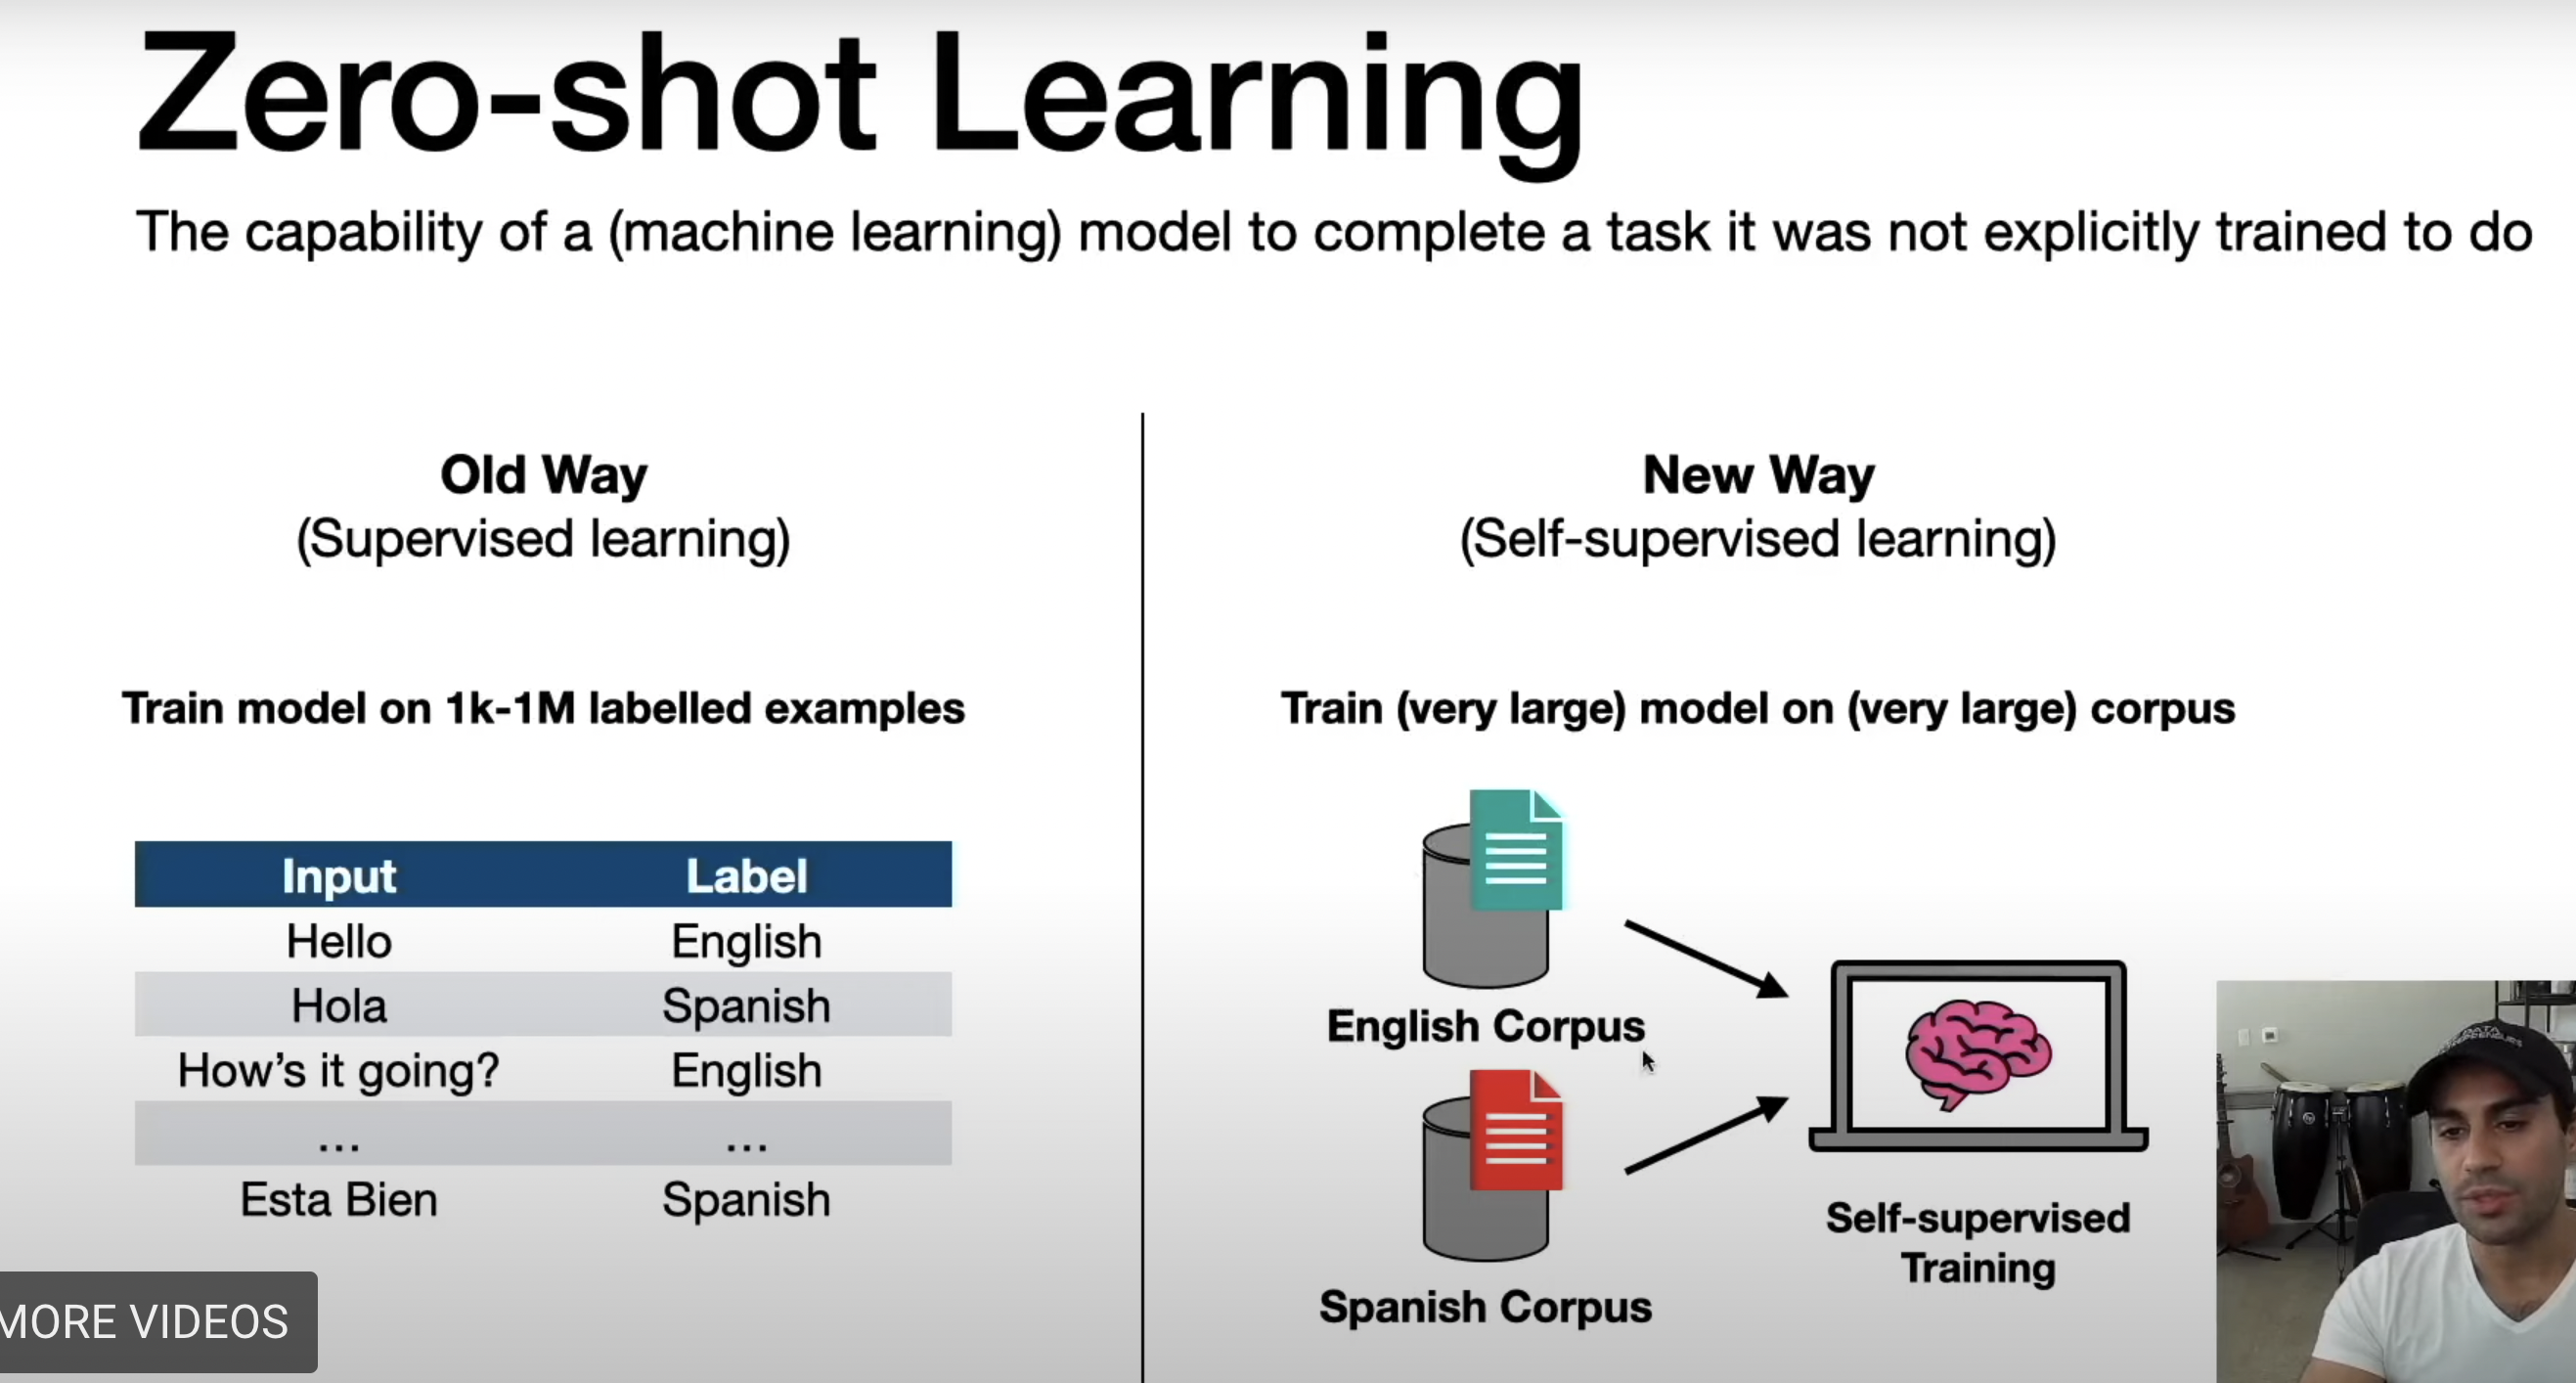 Zero-shot Learning
The capability of a (machine learning) model to complete a task it was not explicitly trained to do
Old Way
(Supervised learning)
Train model on 1k-1M labelled examples
Input Label
Hello English
Hola Spanish
How's it going? English
... ...
Esta Bien Spanish
New Way
(Self-supervised learning)
Train (very large) model on (very large) corpus
English Corpus
Spanish Corpus
Self-supervised
Training
MORE VIDEOS
DATA